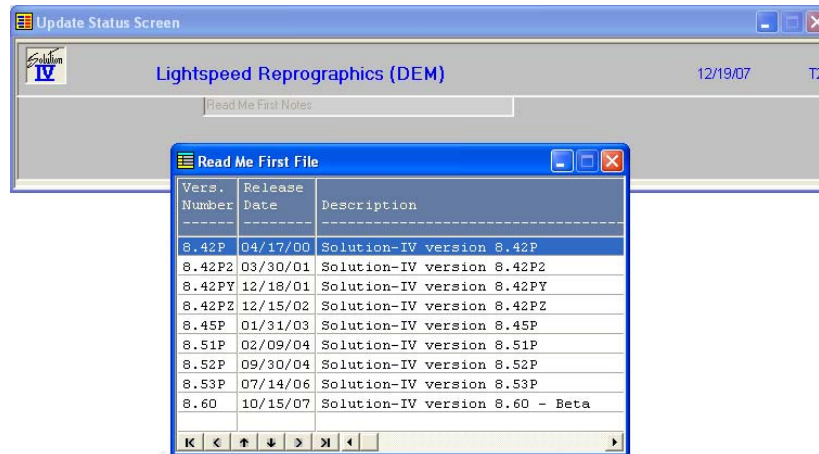 Update Status Screen
Solution
IV
Lightspeed Reprographics (DEM) 12/19/07
Read Me First Notes
Read Me First File
Vers. Release
Number Date Description
------ -------- ------------------------------------
8.42P 04/17/00 Solution-IV version 8.42P
8.42P2 03/30/01 Solution-IV version 8.42P2
8.42PY 12/18/01 Solution-IV version 8.42PY
8.42PZ 12/15/02 Solution-IV version 8.42PZ
8.45P 01/31/03 Solution-IV version 8.45P
8.51P 02/09/04 Solution-IV version 8.51P
8.52P 09/30/04 Solution-IV version 8.52P
8.53P 07/14/06 Solution-IV version 8.53P
8.60 10/15/07 Solution-IV version 8.60 - Beta